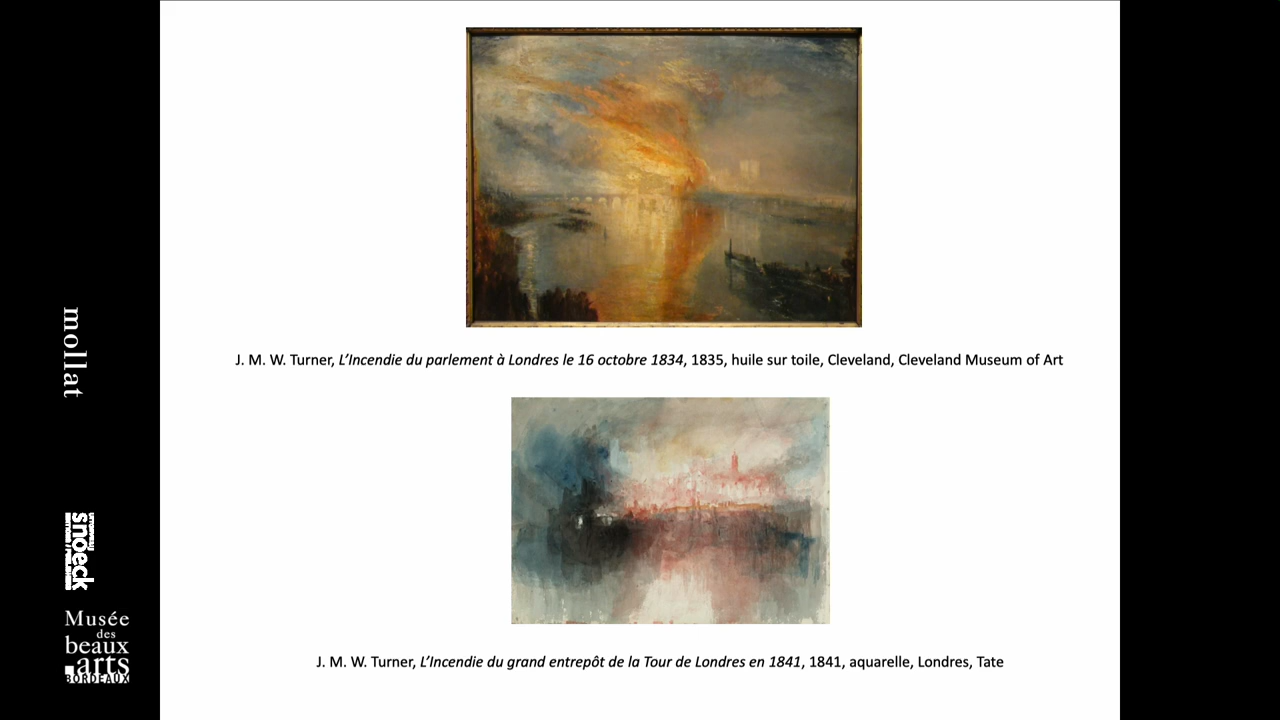 J. M. W. Turner, L’Incendie du parlement à Londres le 16 octobre 1834, 1835, huile sur toile, Cleveland, Cleveland Museum of Art
J. M. W. Turner, L’Incendie du grand entrepôt de la Tour de Londres en 1841, 1841, aquarelle, Londres, Tate
mollat
snoeck
Musée
des
beaux
arts
BORDEAUX